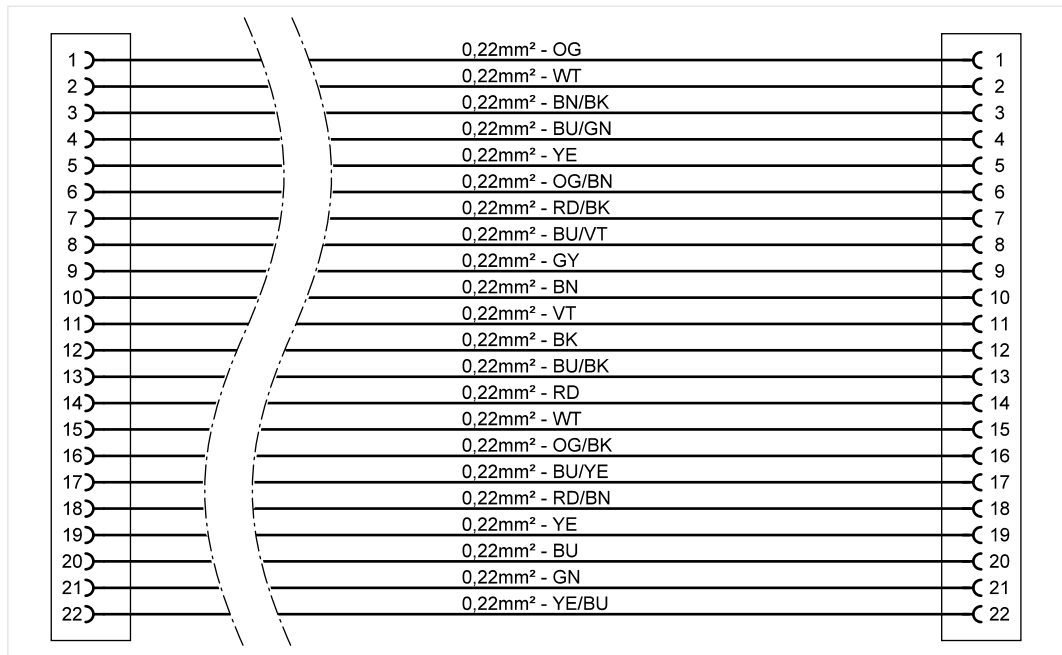 1 0,22mm² - OG 1
2 0,22mm² - WT 2
3 0,22mm² - BN/BK 3
4 0,22mm² - BU/GN 4
5 0,22mm² - YE 5
6 0,22mm² - OG/BN 6
7 0,22mm² - RD/BK 7
8 0,22mm² - BU/VT 8
9 0,22mm² - GY 9
10 0,22mm² - BN 10
11 0,22mm² - VT 11
12 0,22mm² - BK 12
13 0,22mm² - BU/BK 13
14 0,22mm² - RD 14
15 0,22mm² - WT 15
16 0,22mm² - OG/BK 16
17 0,22mm² - BU/YE 17
18 0,22mm² - RD/BN 18
19 0,22mm² - YE 19
20 0,22mm² - BU 20
21 0,22mm² - GN 21
22 0,22mm² - YE/BU 22